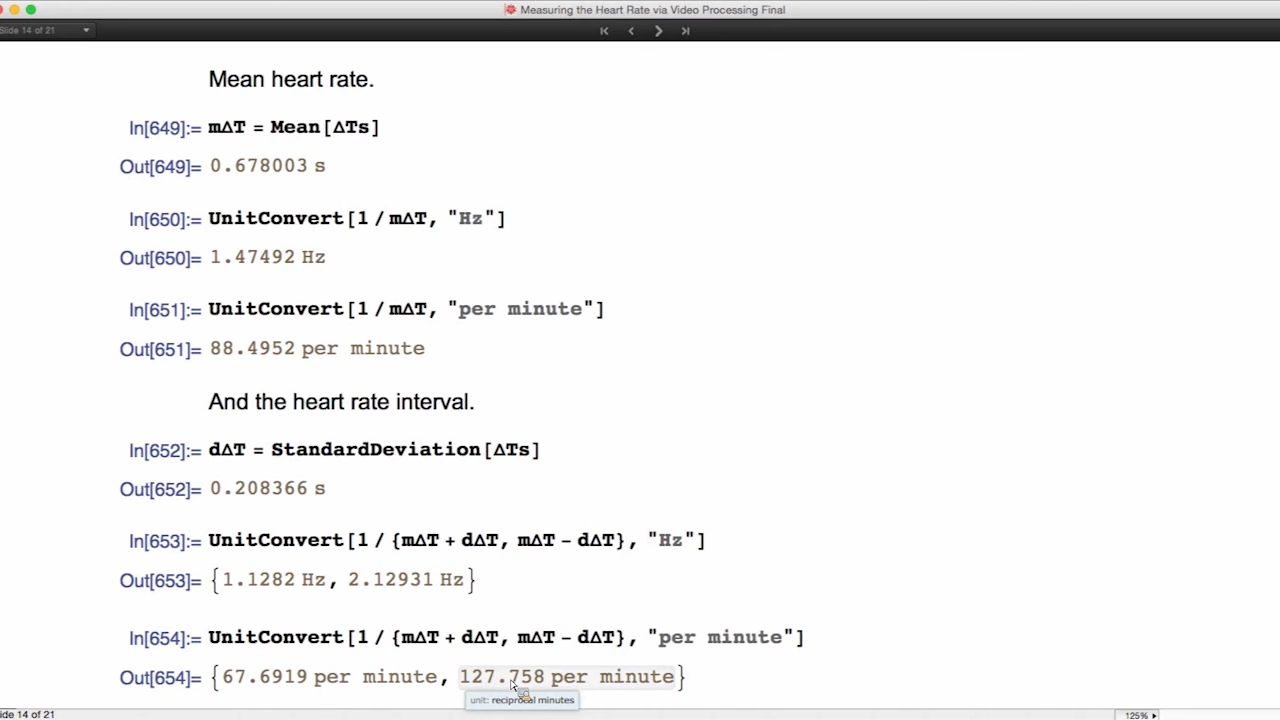 Measuring the Heart Rate via Video Processing Final
Slide 14 of 21
Mean heart rate.
In[649]:= mΔT = Mean[ΔTs]
Out[649]= 0.678003 s
In[650]:= UnitConvert[1 / mΔT, "Hz"]
Out[650]= 1.47492 Hz
In[651]:= UnitConvert[1 / mΔT, "per minute"]
Out[651]= 88.4952 per minute
And the heart rate interval.
In[652]:= dΔT = StandardDeviation[ΔTs]
Out[652]= 0.208366 s
In[653]:= UnitConvert[1 / {mΔT + dΔT, mΔT - dΔT}, "Hz"]
Out[653]= {1.1282 Hz, 2.12931 Hz}
In[654]:= UnitConvert[1 / {mΔT + dΔT, mΔT - dΔT}, "per minute"]
Out[654]= {67.6919 per minute, 127.758 per minute}
unit: reciprocal minutes
ide 14 of 21
125%